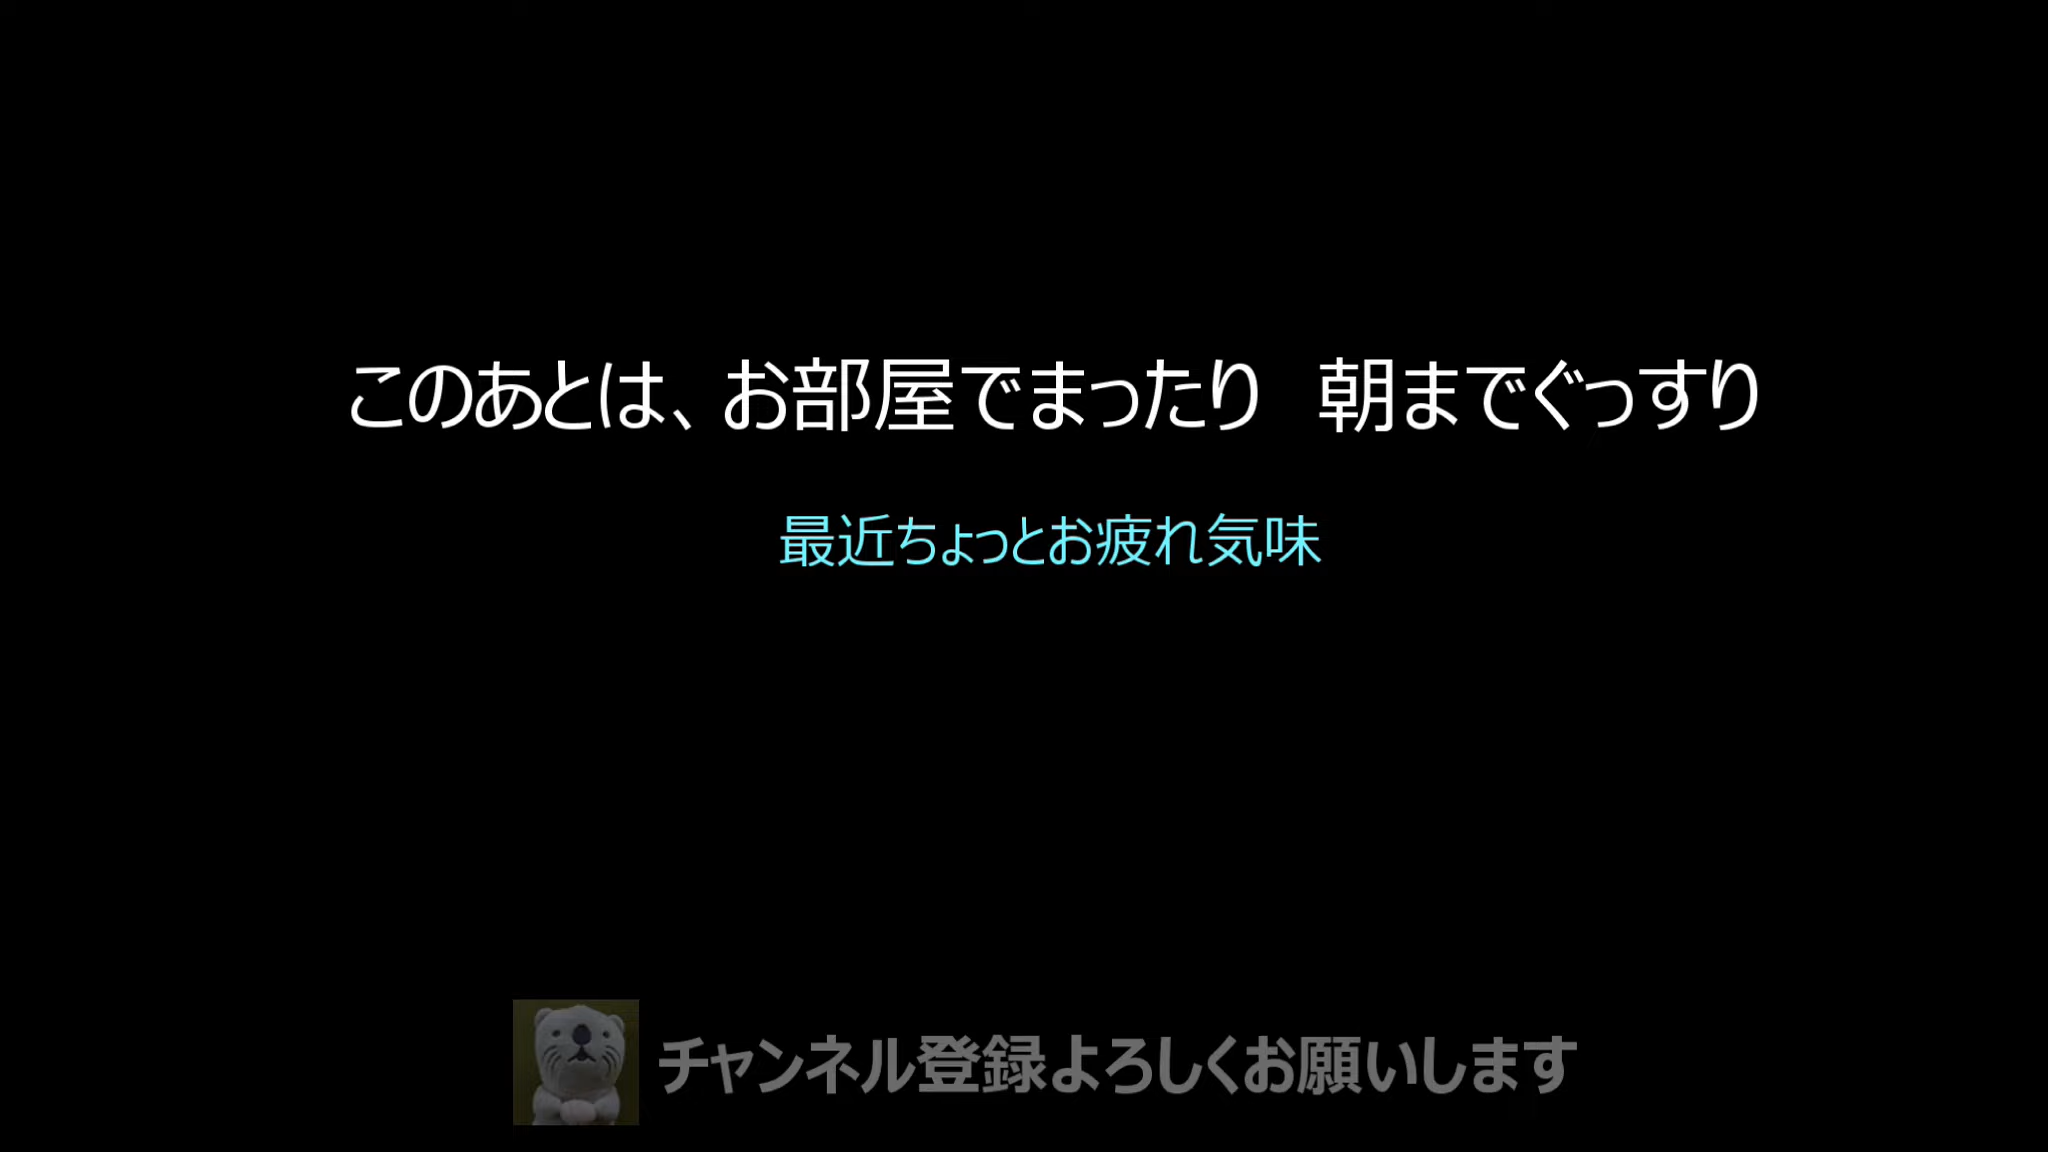 このあとは、お部屋でまったり　朝までぐっすり
最近ちょっとお疲れ気味
チャンネル登録よろしくお願いします